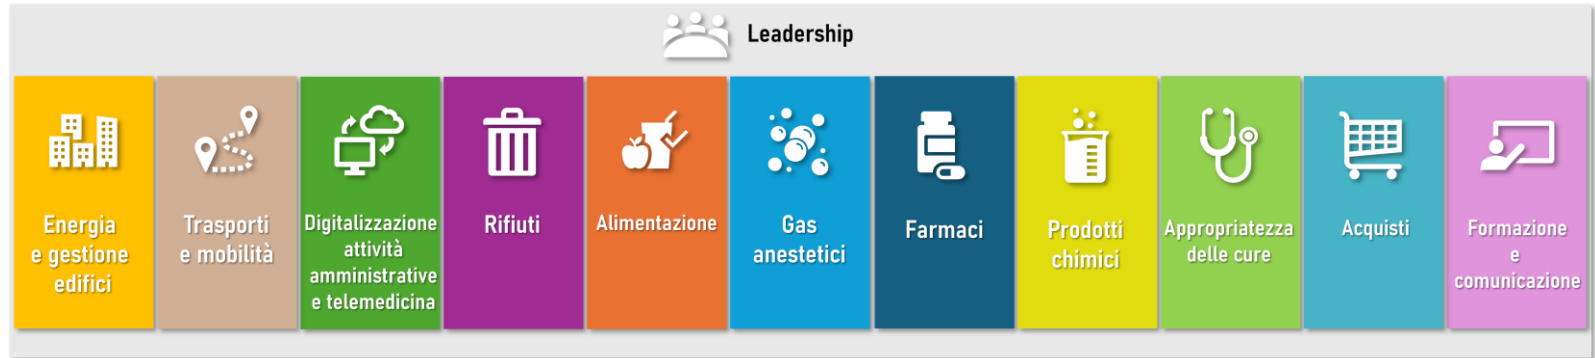 Leadership
Energia
e gestione
edifici
Trasporti
e mobilità
Digitalizzazione
attività
amministrative
e telemedicina
Rifiuti
Alimentazione
Gas
anestetici
Farmaci
Prodotti
chimici
Appropriatezza
delle cure
Acquisti
Formazione
e
comunicazione